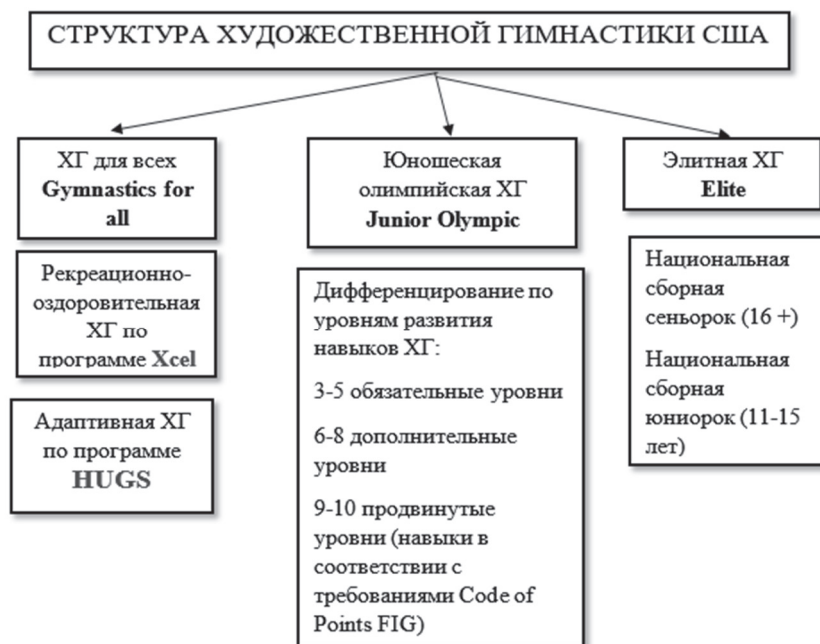 СТРУКТУРА ХУДОЖЕСТВЕННОЙ ГИМНАСТИКИ США
ХГ для всех
Gymnastics for
all
Рекреационно-
оздоровительная
ХГ по
программе Xcel
Адаптивная ХГ
по программе
HUGS
Юношеская
олимпийская ХГ
Junior Olympic
Дифференцирование по
уровням развития
навыков ХГ:
3-5 обязательные уровни
6-8 дополнительные
уровни
9-10 продвинутые
уровни (навыки в
соответствии с
требованиями Code of
Points FIG)
Элитная ХГ
Elite
Национальная
сборная
сеньорок (16 +)
Национальная
сборная
юниорок (11-15
лет)